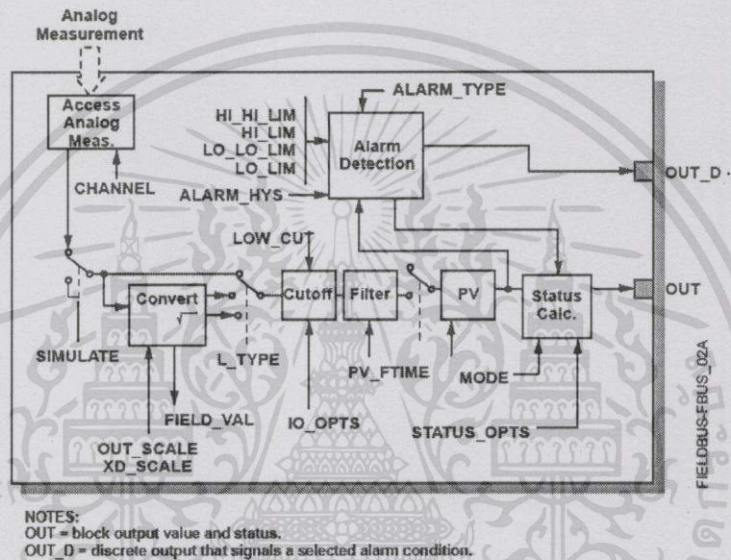 Analog
Measurement
Access
Analog
Meas.
CHANNEL
HI_HI_LIM
HI_LIM
LO_LO_LIM
LO_LIM
ALARM_HYS
ALARM_TYPE
Alarm
Detection
OUT_D
LOW_CUT
Convert
√
Cutoff
Filter
PV
Status
Calc.
OUT
SIMULATE
L_TYPE
FIELD_VAL
PV_FTIME
MODE
IO_OPTS
STATUS_OPTS
OUT_SCALE
XD_SCALE
FIELDBUS-FBUS_02A
NOTES:
OUT = block output value and status.
OUT_D = discrete output that signals a selected alarm condition.